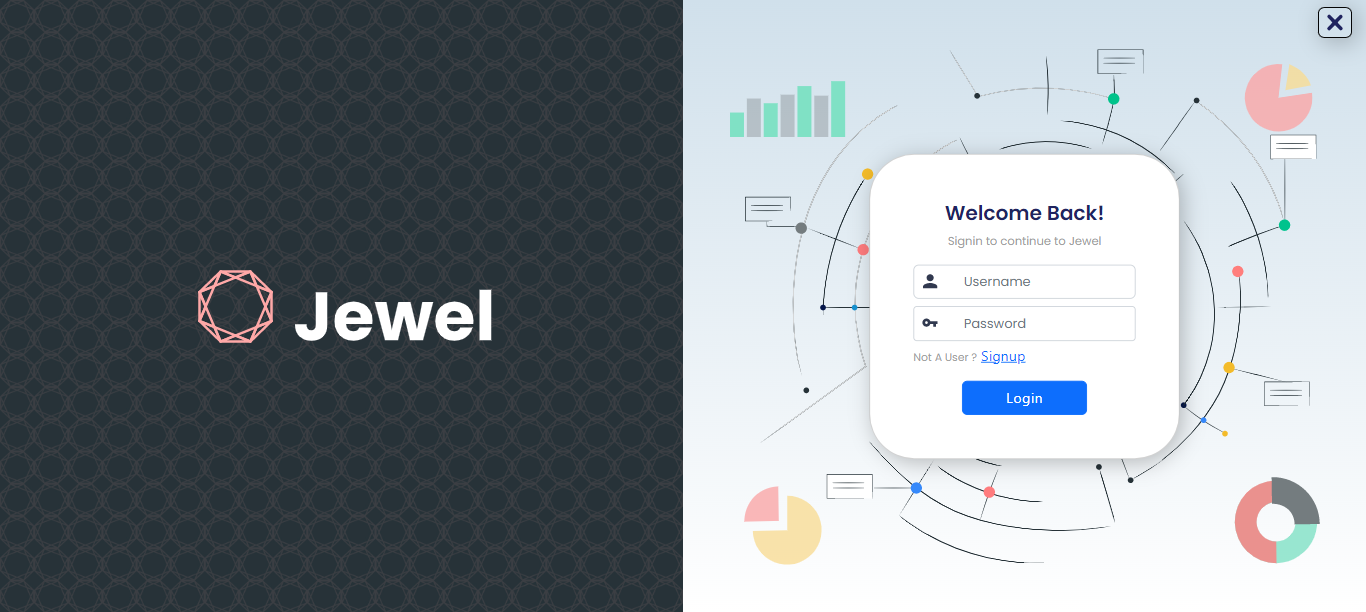 Jewel
Welcome Back!
Signin to continue to Jewel
Username
Password
Not A User ? Signup
Login